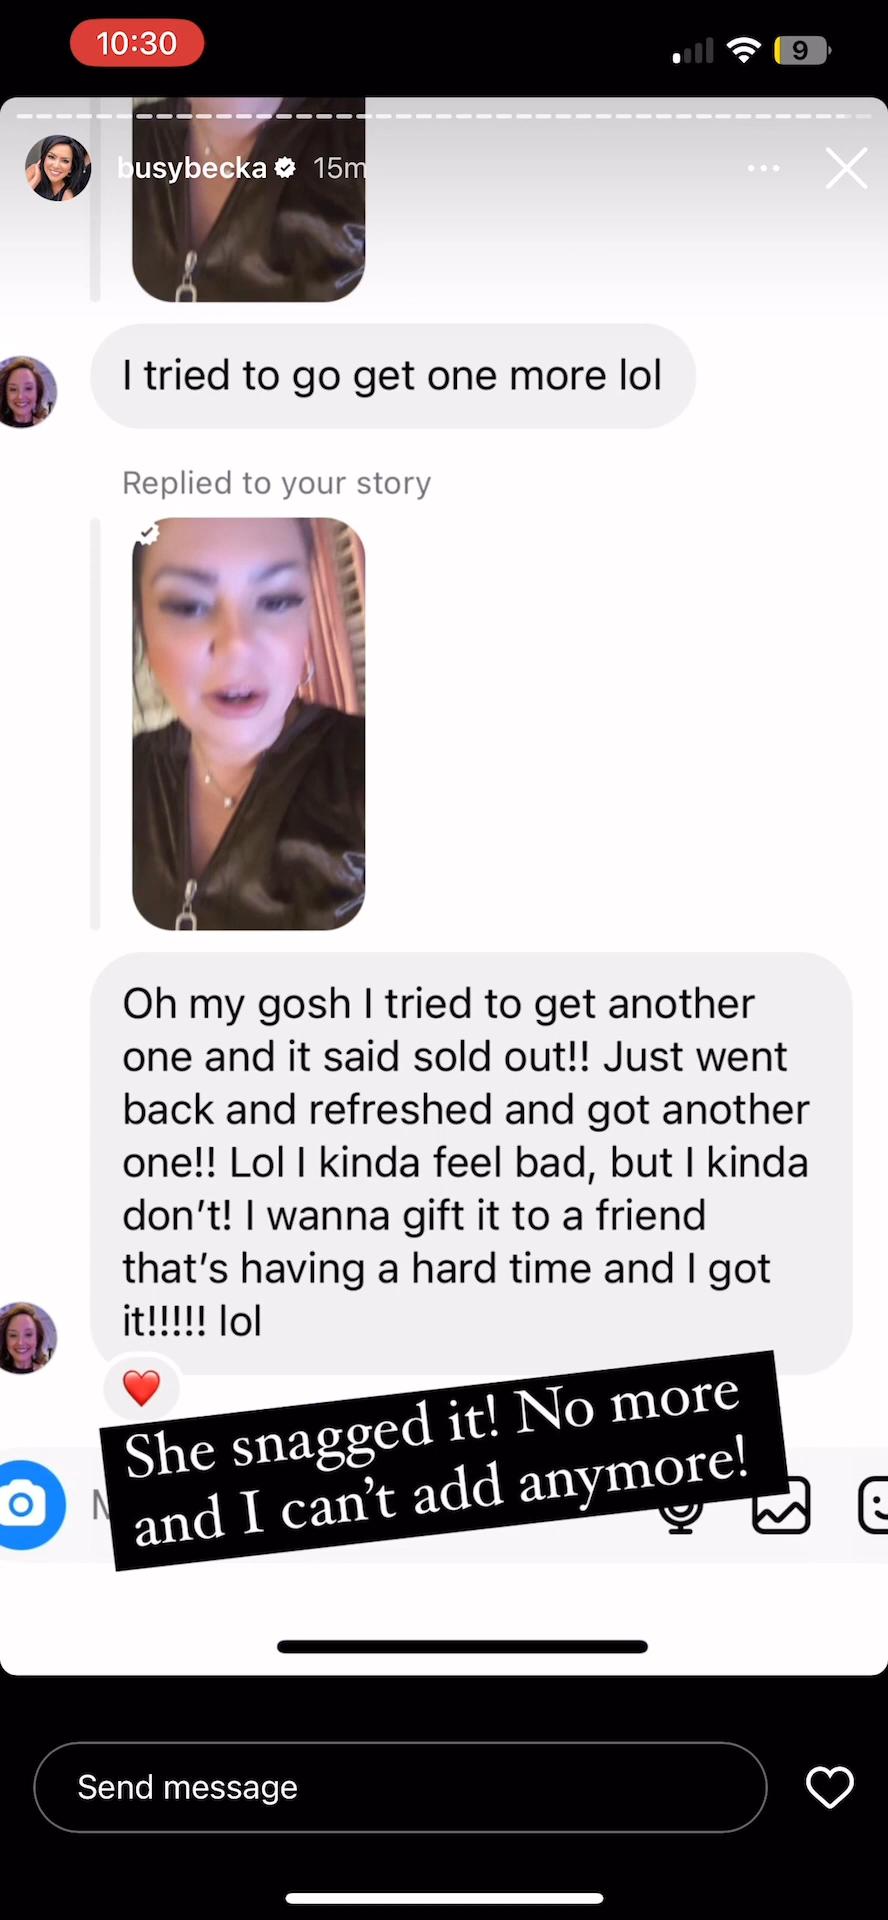 10:30
9
busybecka 15m
I tried to go get one more lol
Replied to your story
Oh my gosh I tried to get another
one and it said sold out!! Just went
back and refreshed and got another
one!! Lol I kinda feel bad, but I kinda
don't! I wanna gift it to a friend
that's having a hard time and I got
it!!!!! lol
She snagged it! No more
and I can't add anymore!
Send message